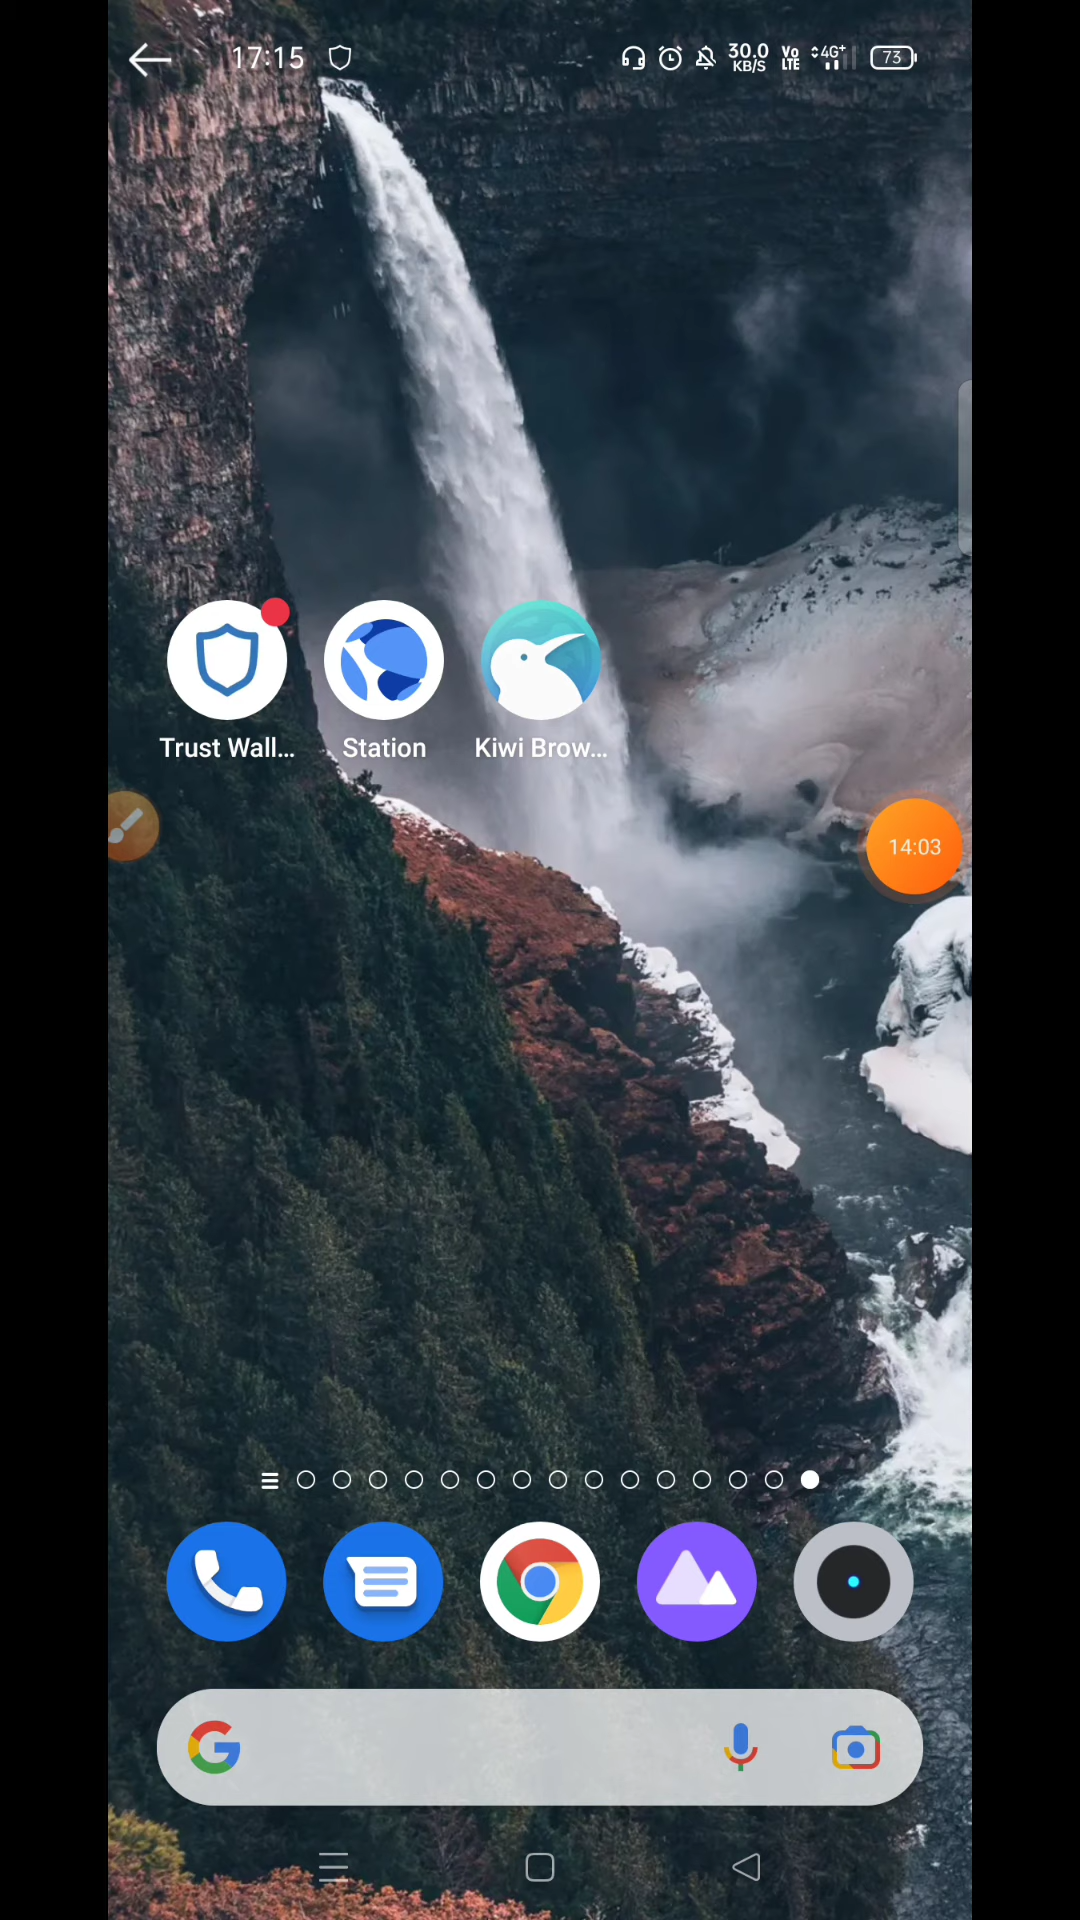 17:15
30.0
KB/S
Vo
LTE
4G+
73
Trust Wall...
Station
Kiwi Brow...
14:03